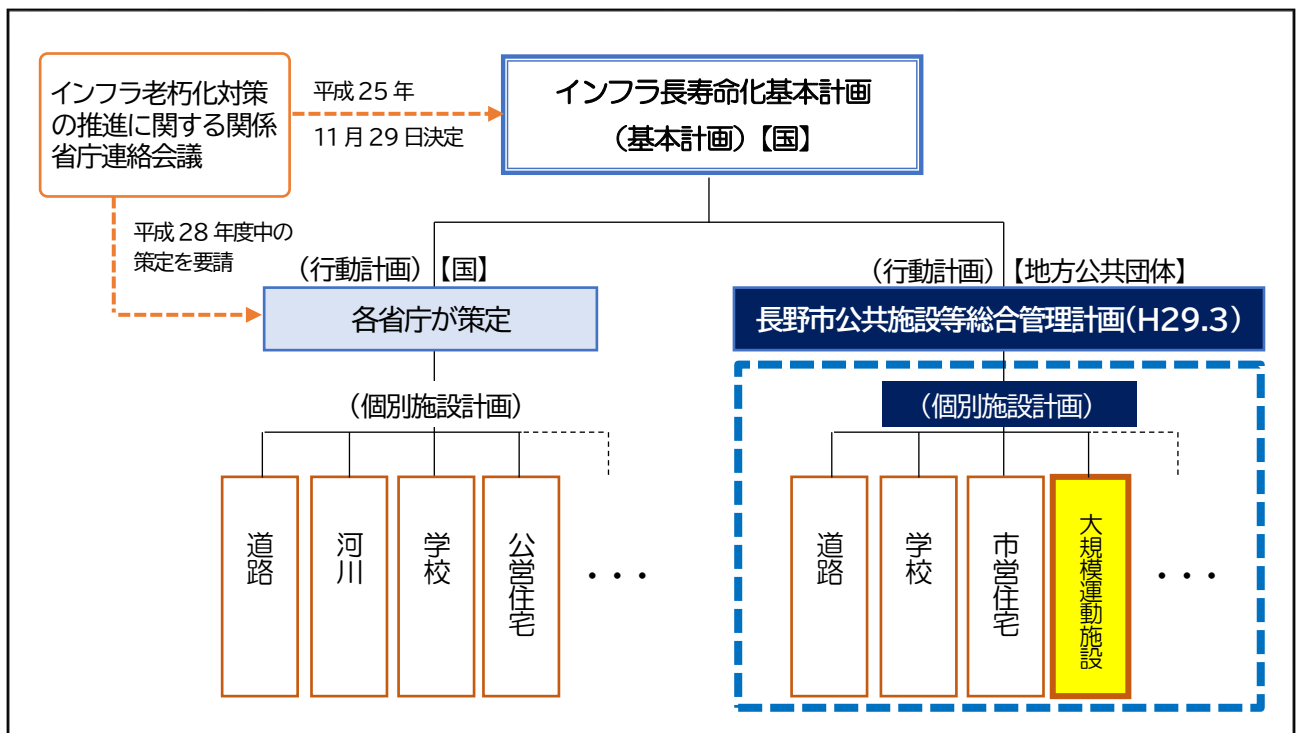 インフラ老朽化対策
の推進に関する関係
省庁連絡会議
平成25年
11月29日決定
インフラ長寿命化基本計画
(基本計画)【国】
平成28年度中の
策定を要請
(行動計画)【国】
各省庁が策定
(行動計画)【地方公共団体】
長野市公共施設等総合管理計画(H29.3)
(個別施設計画)
道路
河川
学校
公営住宅
・・・
(個別施設計画)
道路
学校
市営住宅
大規模運動施設
・・・